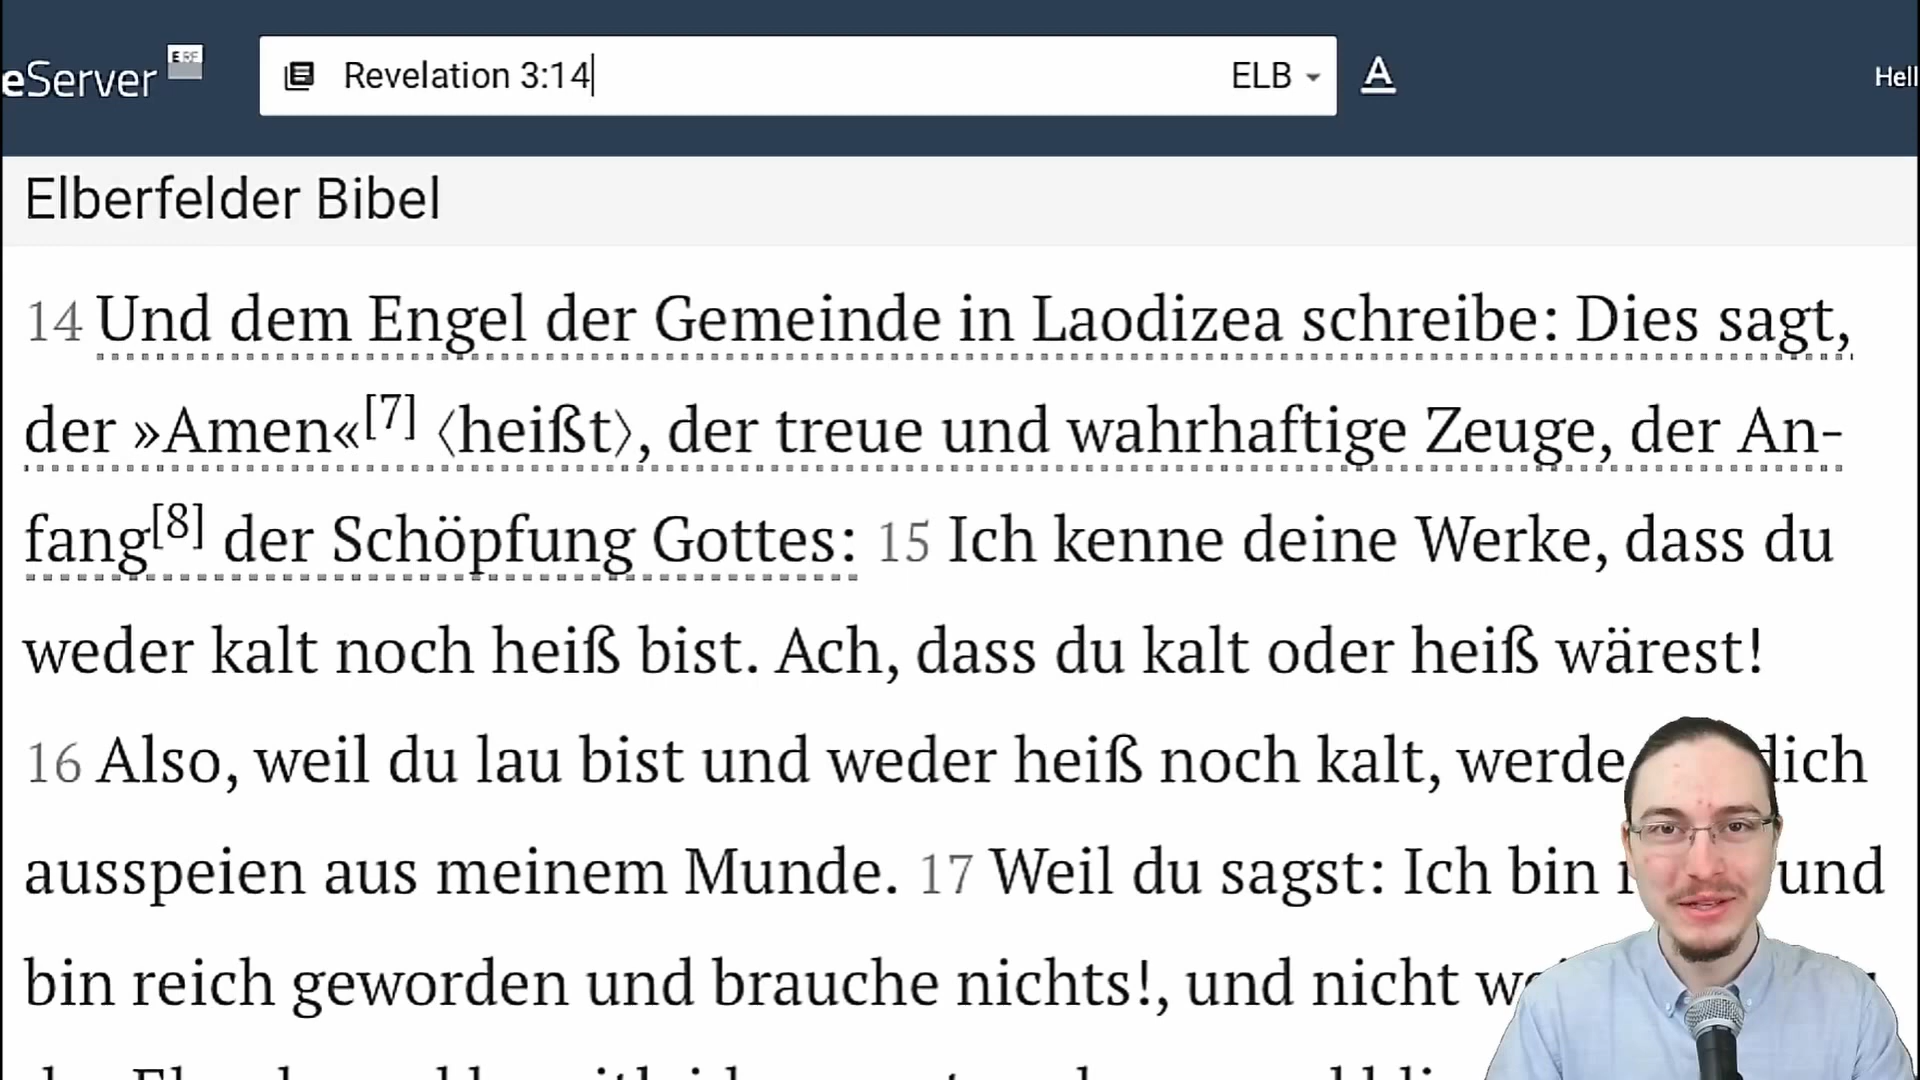 eServer
ERF
Revelation 3:14
ELB
A
Hell
Elberfelder Bibel
14 Und dem Engel der Gemeinde in Laodizea schreibe: Dies sagt,
der »Amen«[7] ⟨heißt⟩, der treue und wahrhaftige Zeuge, der An-
fang[8] der Schöpfung Gottes: 15 Ich kenne deine Werke, dass du
weder kalt noch heiß bist. Ach, dass du kalt oder heiß wärest!
16 Also, weil du lau bist und weder heiß noch kalt, werde dich
ausspeien aus meinem Munde. 17 Weil du sagst: Ich bin und
bin reich geworden und brauche nichts!, und nicht